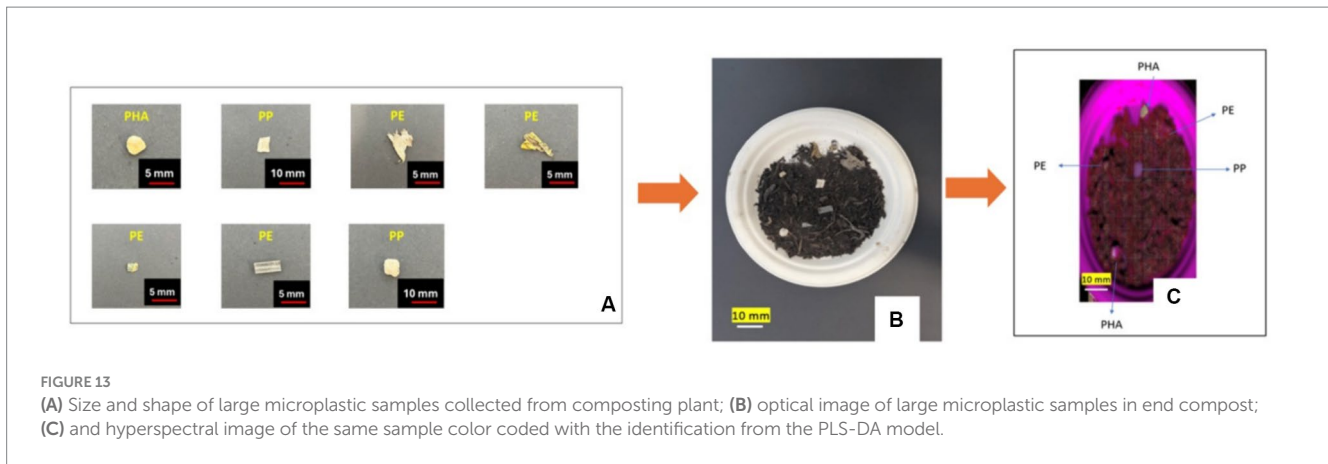 PHA
PP
PE
PE
5 mm
10 mm
5 mm
5 mm
PE
PE
PP
5 mm
5 mm
10 mm
A
10 mm
B
PHA
PE
PE
PP
10 mm
C
PHA
FIGURE 13
(A) Size and shape of large microplastic samples collected from composting plant; (B) optical image of large microplastic samples in end compost;
(C) and hyperspectral image of the same sample color coded with the identification from the PLS-DA model.